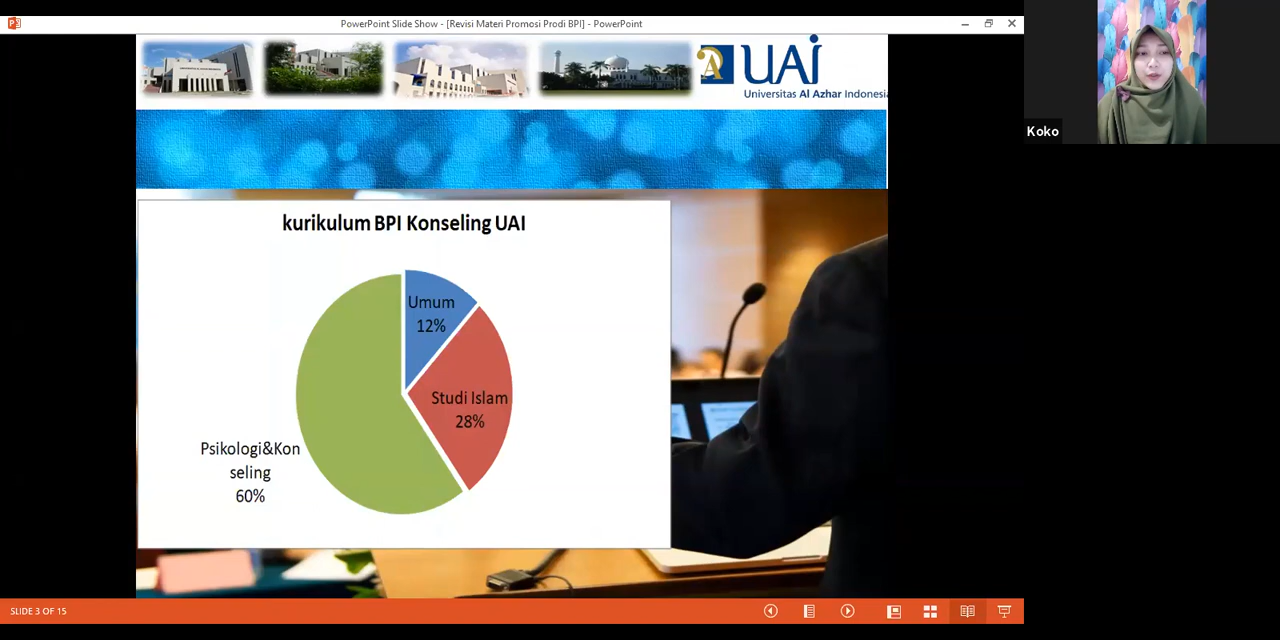 PowerPoint Slide Show - [Revisi Materi Promosi Prodi BPI] - PowerPoint
UAI
Universitas Al Azhar Indonesia
Koko
kurikulum BPI Konseling UAI
Umum
12%
Studi Islam
28%
Psikologi&Kon
seling
60%
SLIDE 3 OF 15